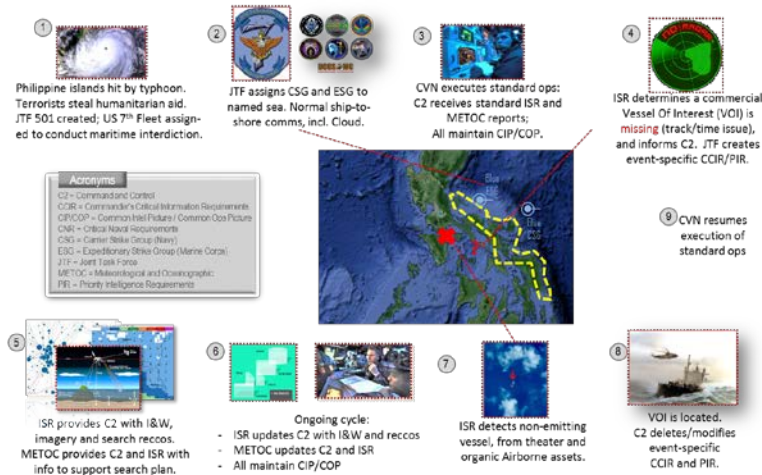 1
Philippine islands hit by typhoon.
Terrorists steal humanitarian aid.
JTF 501 created; US 7th Fleet assign-
ed to conduct maritime interdiction.
2
JTF assigns CSG and ESG to
named sea. Normal ship-to-
shore comms, incl. Cloud.
3
CVN executes standard ops:
C2 receives standard ISR and
METOC reports;
All maintain CIP/COP.
4
ISR determines a commercial
Vessel Of Interest (VOI) is
missing (track/time issue),
and informs C2. JTF creates
event-specific CCIR/PIR.
Acronyms
C2 = Command and Control
CCIR = Commander's Critical Information Requirements
CIP/COP = Common Intel Picture / Common Ops Picture
CNR = Critical Naval Requirements
CSG = Carrier Strike Group (Navy)
ESG = Expeditionary Strike Group (Marine Corps)
JTF = Joint Task Force
METOC = Meteorological and Oceanographic
PIR = Priority Intelligence Requirements
Blue
ESG
Blue
CSG
9
CVN resumes
execution of
standard ops
5
ISR provides C2 with I&W,
imagery and search reccos.
METOC provides C2 and ISR with
info to support search plan.
6
Ongoing cycle:
- ISR updates C2 with I&W and reccos
- METOC updates C2 and ISR
- All maintain CIP/COP
7
ISR detects non-emitting
vessel, from theater and
organic Airborne assets.
8
VOI is located.
C2 deletes/modifies
event-specific
CCIR and PIR.